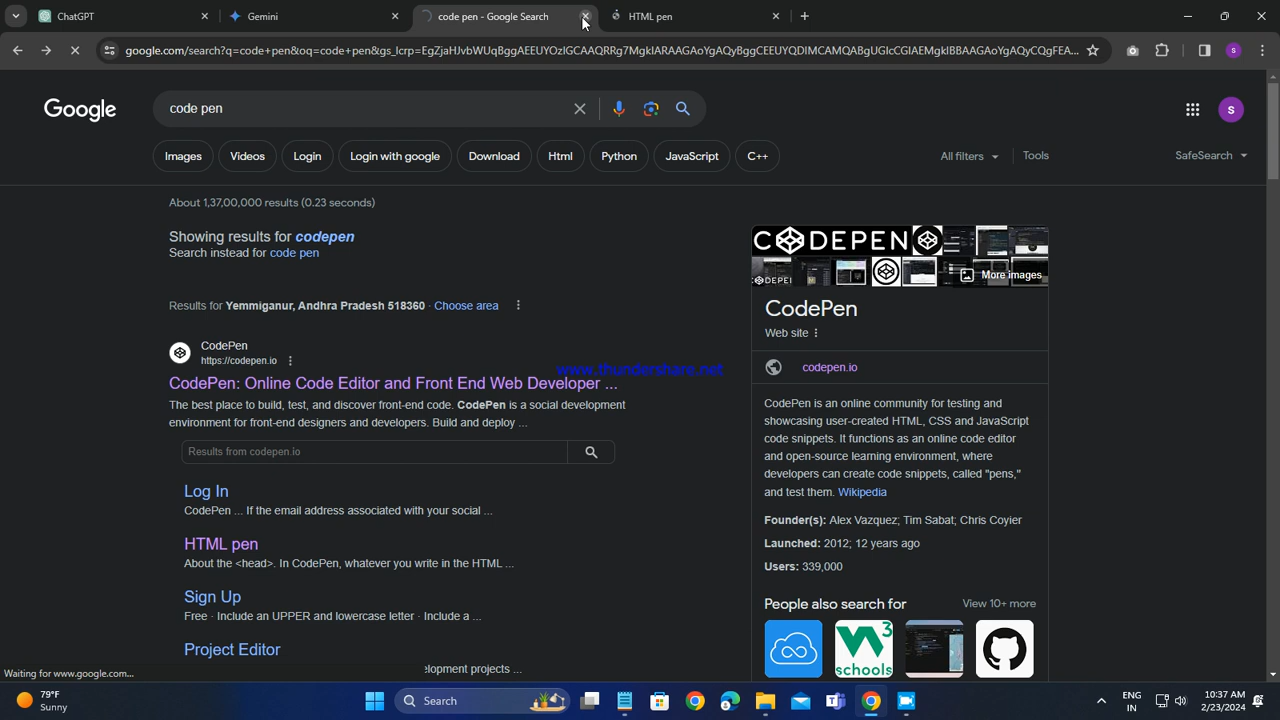 ChatGPT
Gemini
code pen - Google Search
HTML pen
google.com/search?q=code+pen&oq=code+pen&gs_lcrp=EgZjaHJvbWUqBggAEEUYOzIGCAAQRRg7MgkIARAAGAoYgAQyBggCEEUYQDIMCAMQABgUGIcCGIAEMgkIBBAAGAoYgAQyCQgFEA...
Google
code pen
S
Images
Videos
Login
Login with google
Download
Html
Python
JavaScript
C++
All filters
Tools
SafeSearch
About 1,37,00,000 results (0.23 seconds)
Showing results for codepen
Search instead for code pen
Results for Yemmiganur, Andhra Pradesh 518360 · Choose area
CodePen
https://codepen.io
CodePen: Online Code Editor and Front End Web Developer ...
The best place to build, test, and discover front-end code. CodePen is a social development
environment for front-end designers and developers. Build and deploy ...
Results from codepen.io
Log In
CodePen ... If the email address associated with your social ...
HTML pen
About the <head>. In CodePen, whatever you write in the HTML ...
Sign Up
Free · Include an UPPER and lowercase letter · Include a ...
Project Editor
elopment projects ...
www.thundershare.net
CODEPEN
More images
CodePen
Web site
codepen.io
CodePen is an online community for testing and
showcasing user-created HTML, CSS and JavaScript
code snippets. It functions as an online code editor
and open-source learning environment, where
developers can create code snippets, called "pens,"
and test them. Wikipedia
Founder(s): Alex Vazquez; Tim Sabat; Chris Coyier
Launched: 2012; 12 years ago
Users: 339,000
People also search for
View 10+ more
3
schools
Waiting for www.google.com...
79°F
Sunny
Search
ENG
IN
10:37 AM
2/23/2024